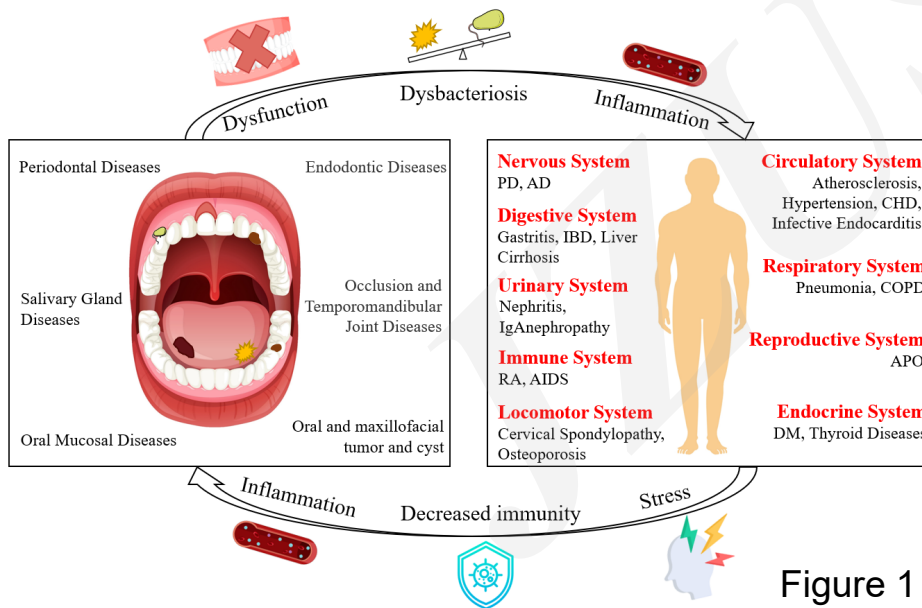 Dysfunction
Dysbacteriosis
Inflammation
Periodontal Diseases
Endodontic Diseases
Salivary Gland
Diseases
Occlusion and
Temporomandibular
Joint Diseases
Oral Mucosal Diseases
Oral and maxillofacial
tumor and cyst
Nervous System
PD, AD
Digestive System
Gastritis, IBD, Liver
Cirrhosis
Urinary System
Nephritis,
IgAnephropathy
Immune System
RA, AIDS
Locomotor System
Cervical Spondylopathy,
Osteoporosis
Circulatory System
Atherosclerosis,
Hypertension, CHD,
Infective Endocarditis
Respiratory System
Pneumonia, COPD
Reproductive System
APO
Endocrine System
DM, Thyroid Diseases
Inflammation
Decreased immunity
Stress
Figure 1